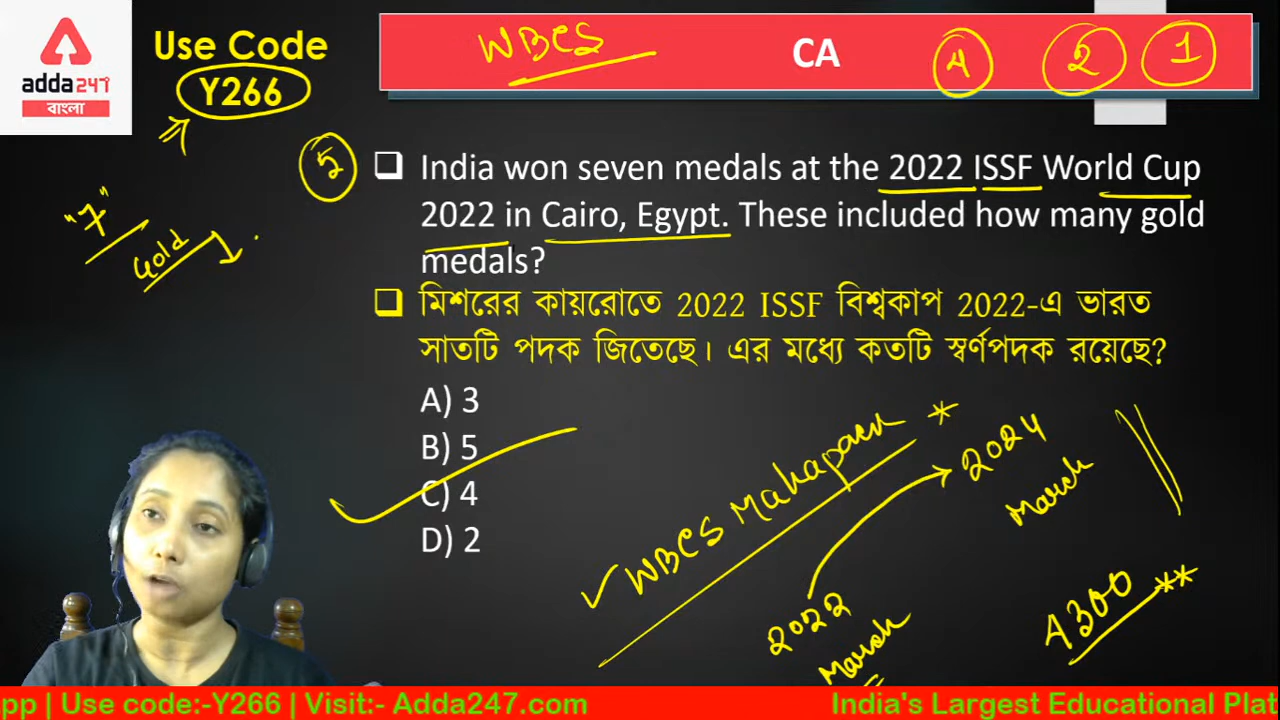 adda247
বাংলা
Use Code
Y266
WBCS
CA
4
2
1
5
India won seven medals at the 2022 ISSF World Cup
2022 in Cairo, Egypt. These included how many gold
medals?
"7"
Gold
মিশরের কায়রোতে 2022 ISSF বিশ্বকাপ 2022-এ ভারত
সাতটি পদক জিতেছে। এর মধ্যে কতটি স্বর্ণপদক রয়েছে?
A) 3
B) 5
C) 4
D) 2
WBCS Mahapack *
2024
March
2022
March
A300 **
pp | Use code:-Y266 | Visit:- Adda247.com
India's Largest Educational Plat